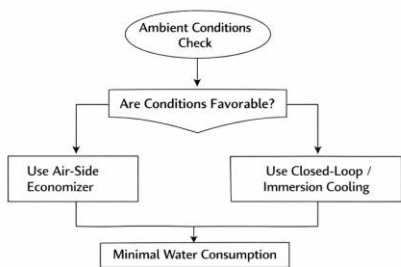 Ambient Conditions
Check
Are Conditions Favorable?
Use Air-Side
Economizer
Use Closed-Loop /
Immersion Cooling
Minimal Water Consumption